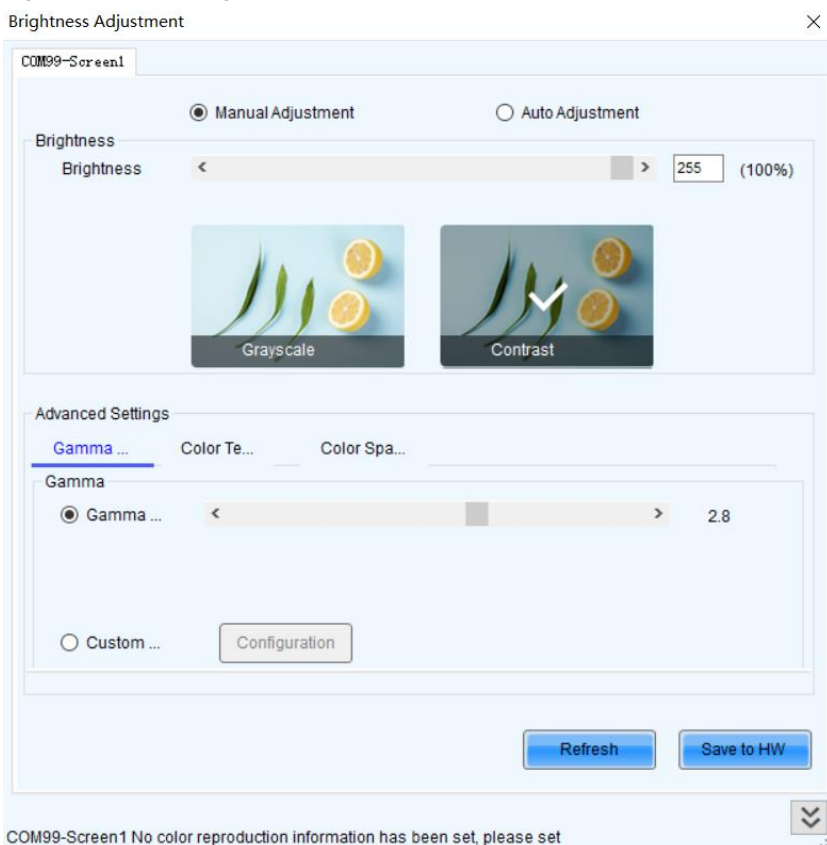 Brightness Adjustment
COM99-Screen1
Manual Adjustment Auto Adjustment
Brightness
Brightness 255 (100%)
Grayscale Contrast
Advanced Settings
Gamma ... Color Te... Color Spa...
Gamma
Gamma ... 2.8
Custom ... Configuration
Refresh Save to HW
COM99-Screen1 No color reproduction information has been set, please set